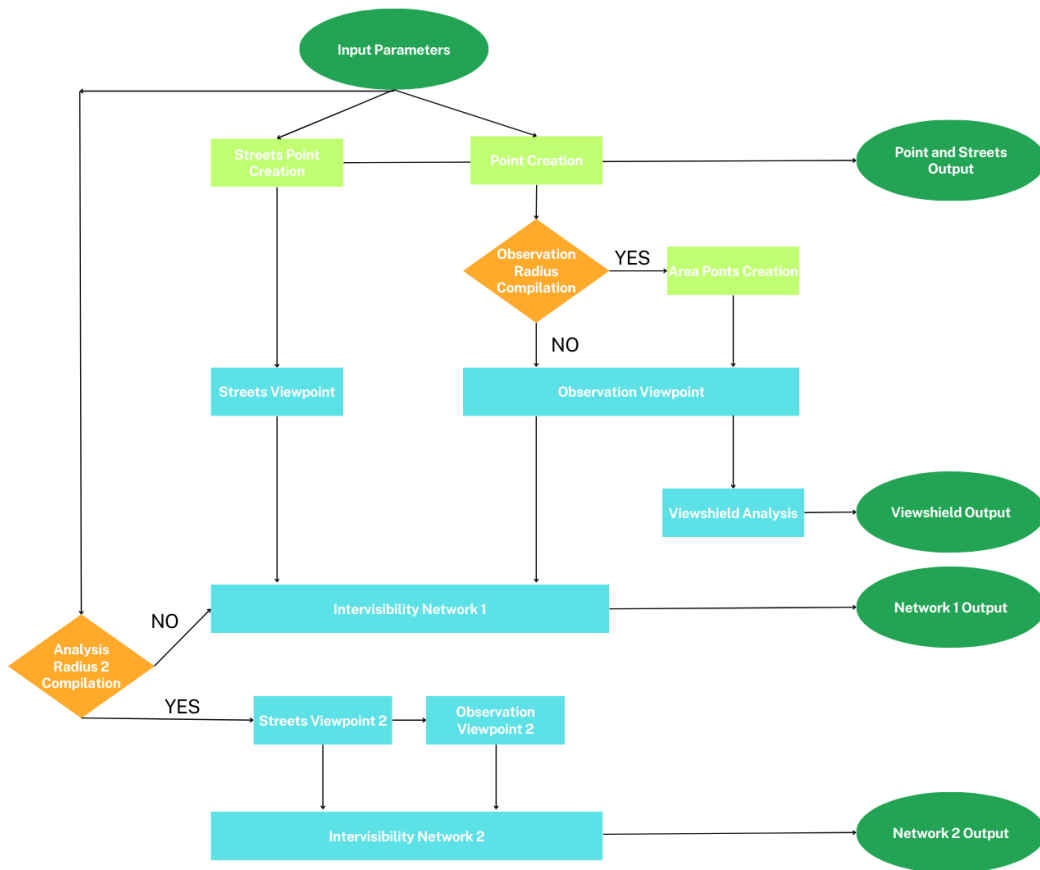 Input Parameters
Streets Point
Creation
Point Creation
Point and Streets
Output
Observation
Radius
Compilation
YES
Area Ponts Creation
NO
Streets Viewpoint
Observation Viewpoint
Viewshield Analysis
Viewshield Output
Intervisibility Network 1
Network 1 Output
NO
Analysis
Radius 2
Compilation
YES
Streets Viewpoint 2
Observation
Viewpoint 2
Intervisibility Network 2
Network 2 Output